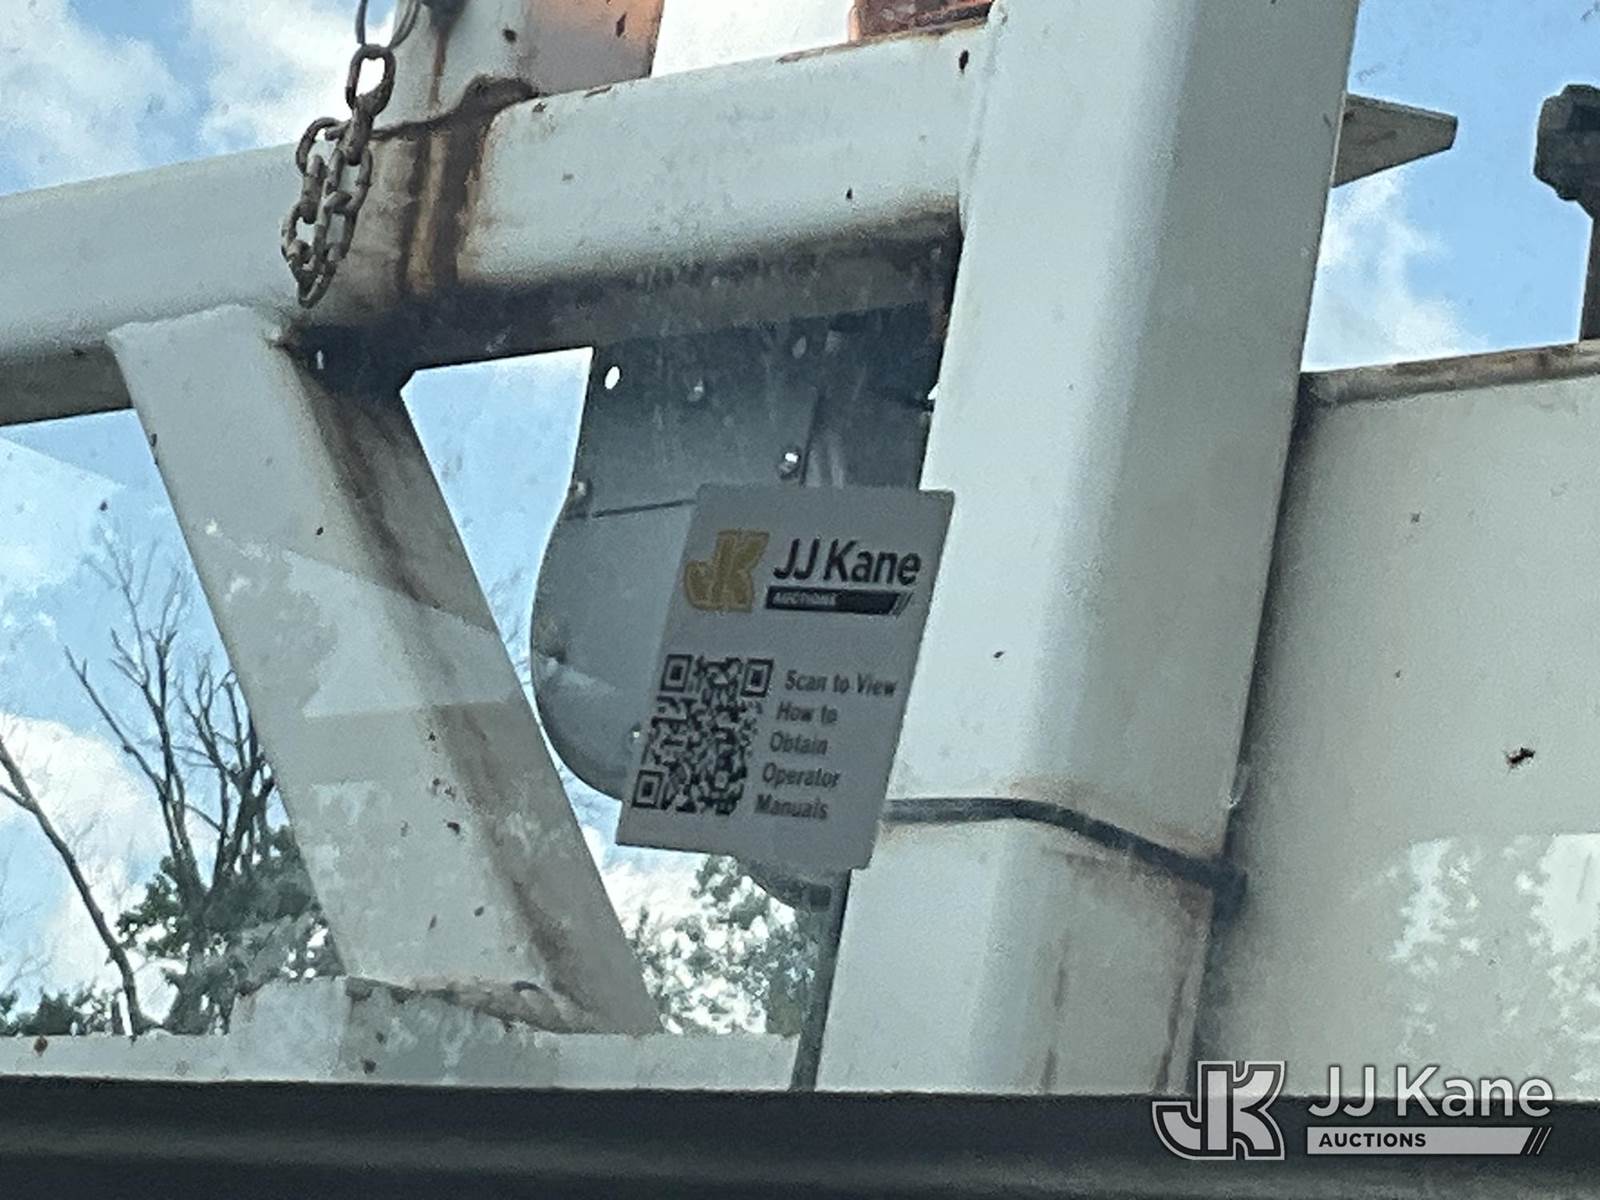 JK JJ Kane
AUCTIONS
Scan to View
How to
Obtain
Operator
Manuals
JK JJ Kane
AUCTIONS